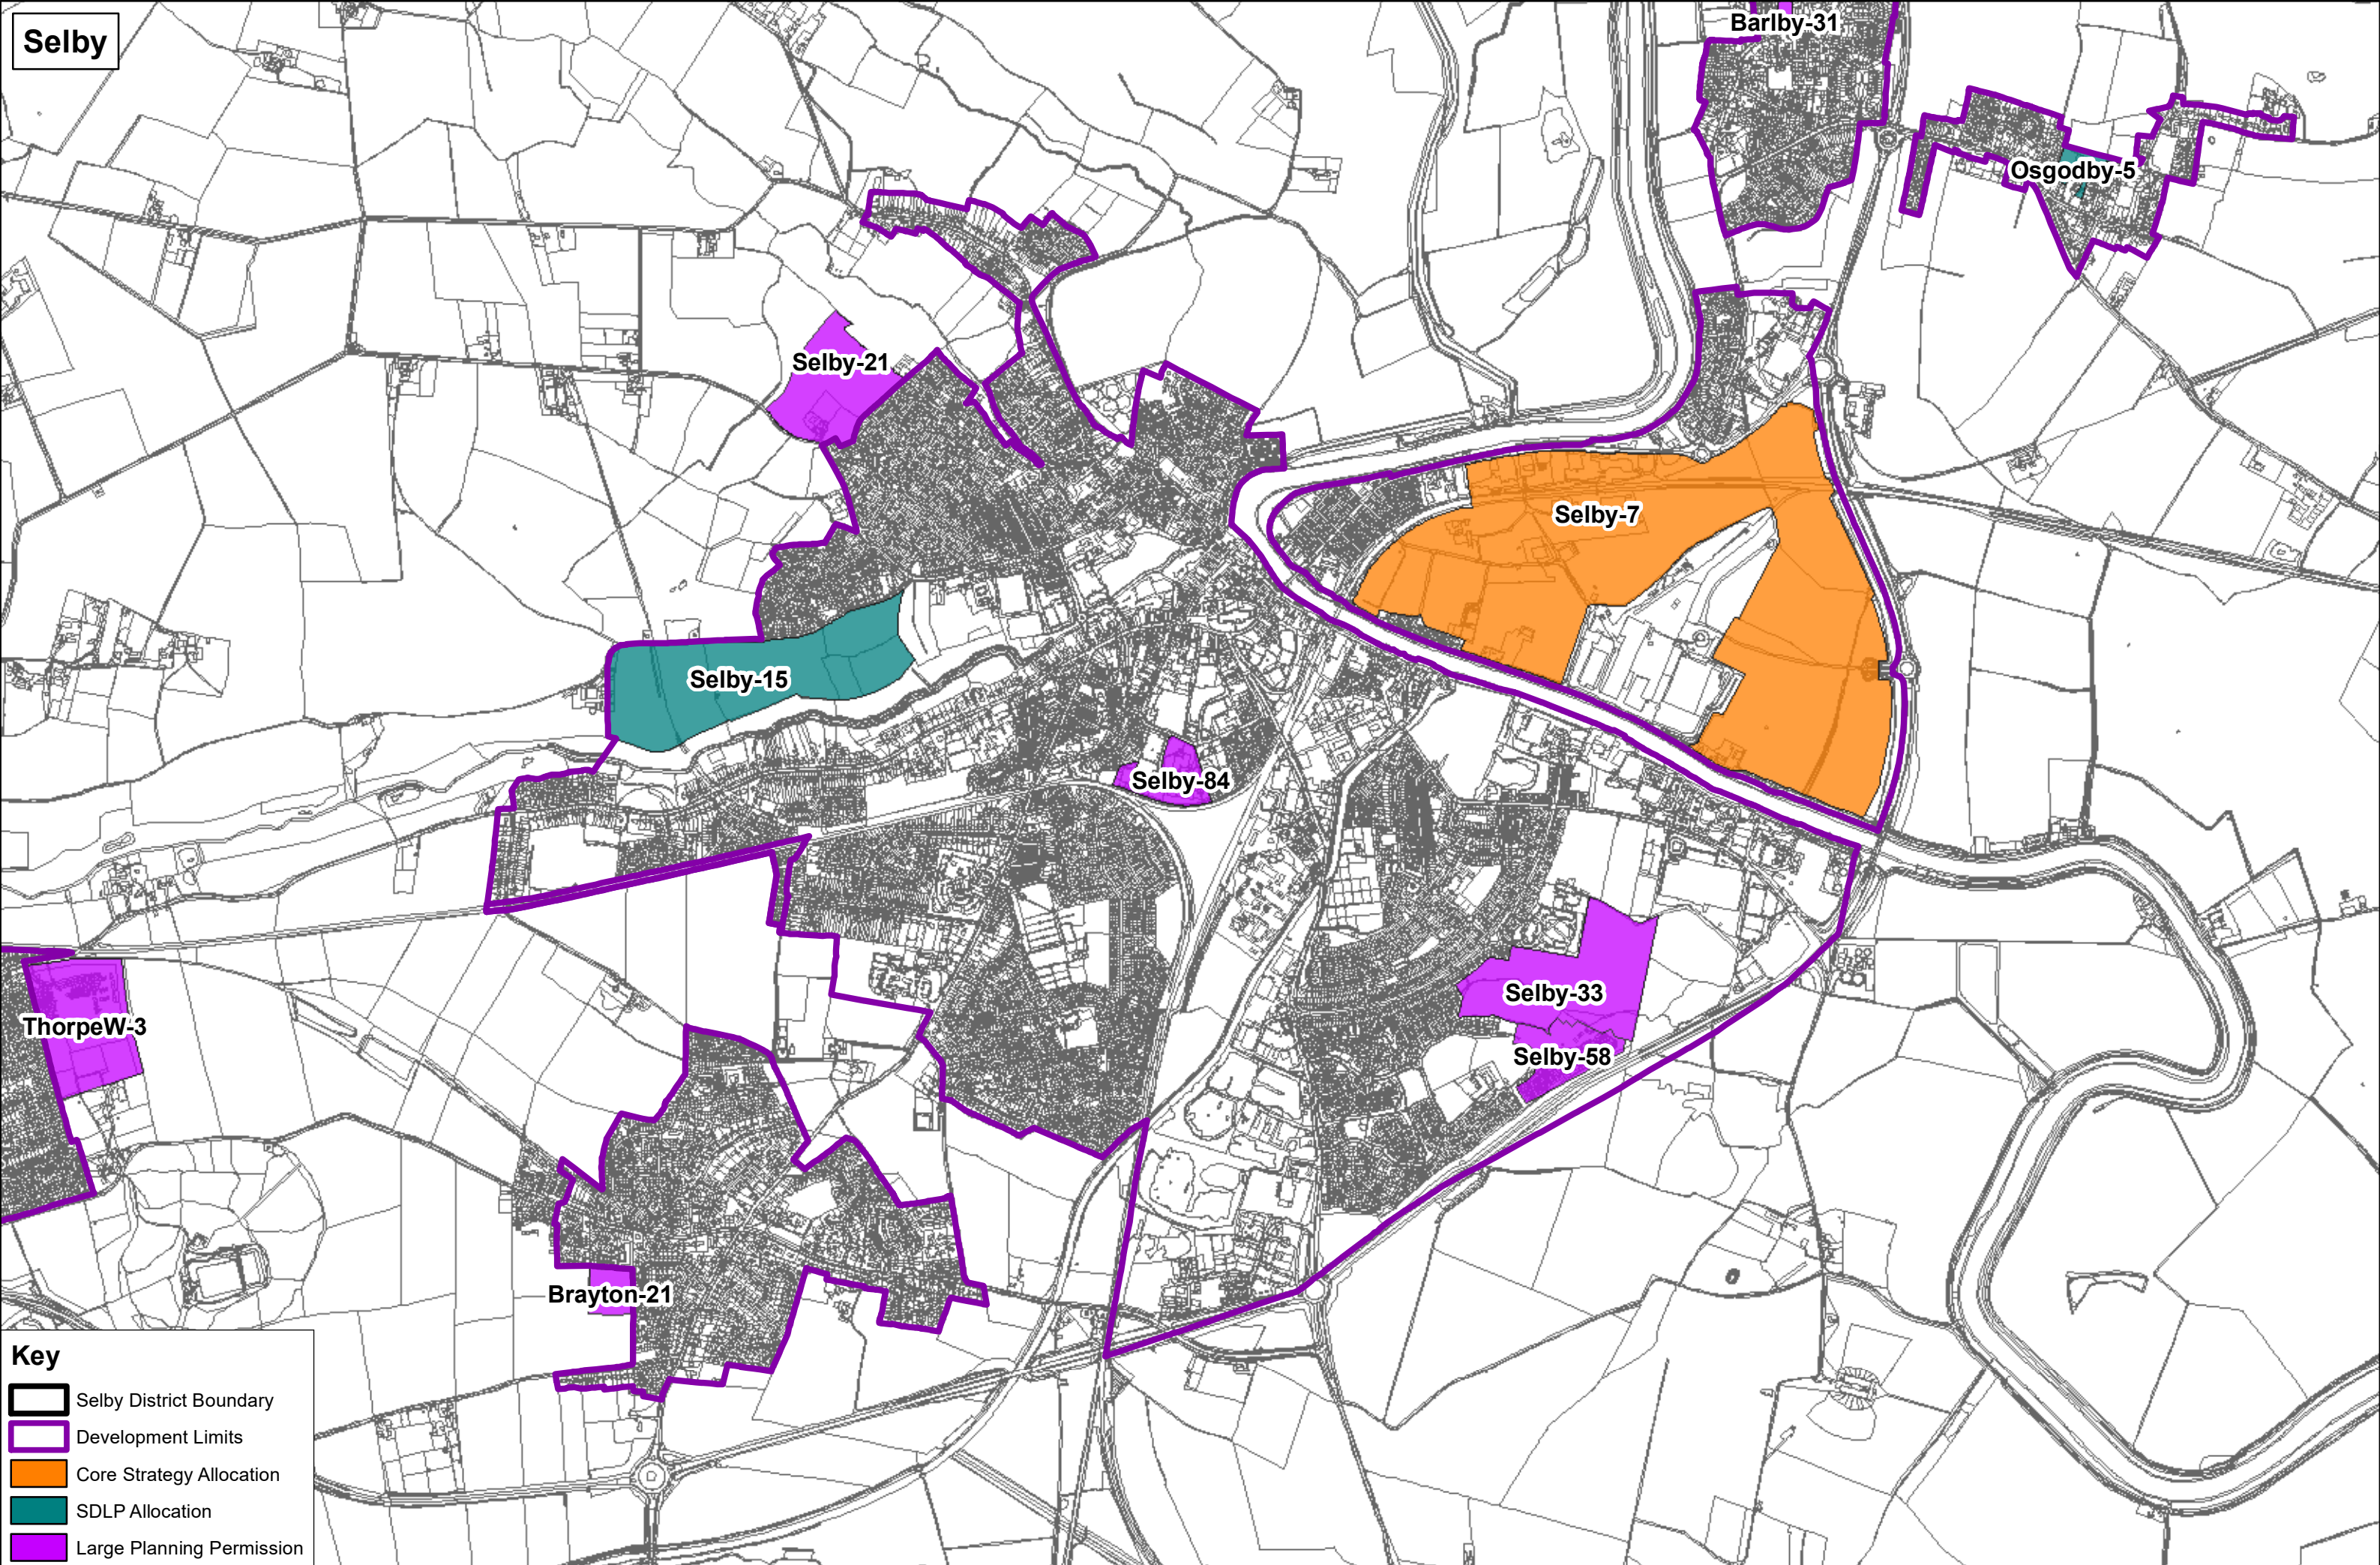 Selby
Barlby-31
Osgodby-5
Selby-21
Selby-7
Selby-15
Selby-84
Selby-33
ThorpeW-3
Selby-58
Brayton-21
Key
Selby District Boundary
Development Limits
Core Strategy Allocation
SDLP Allocation
Large Planning Permission